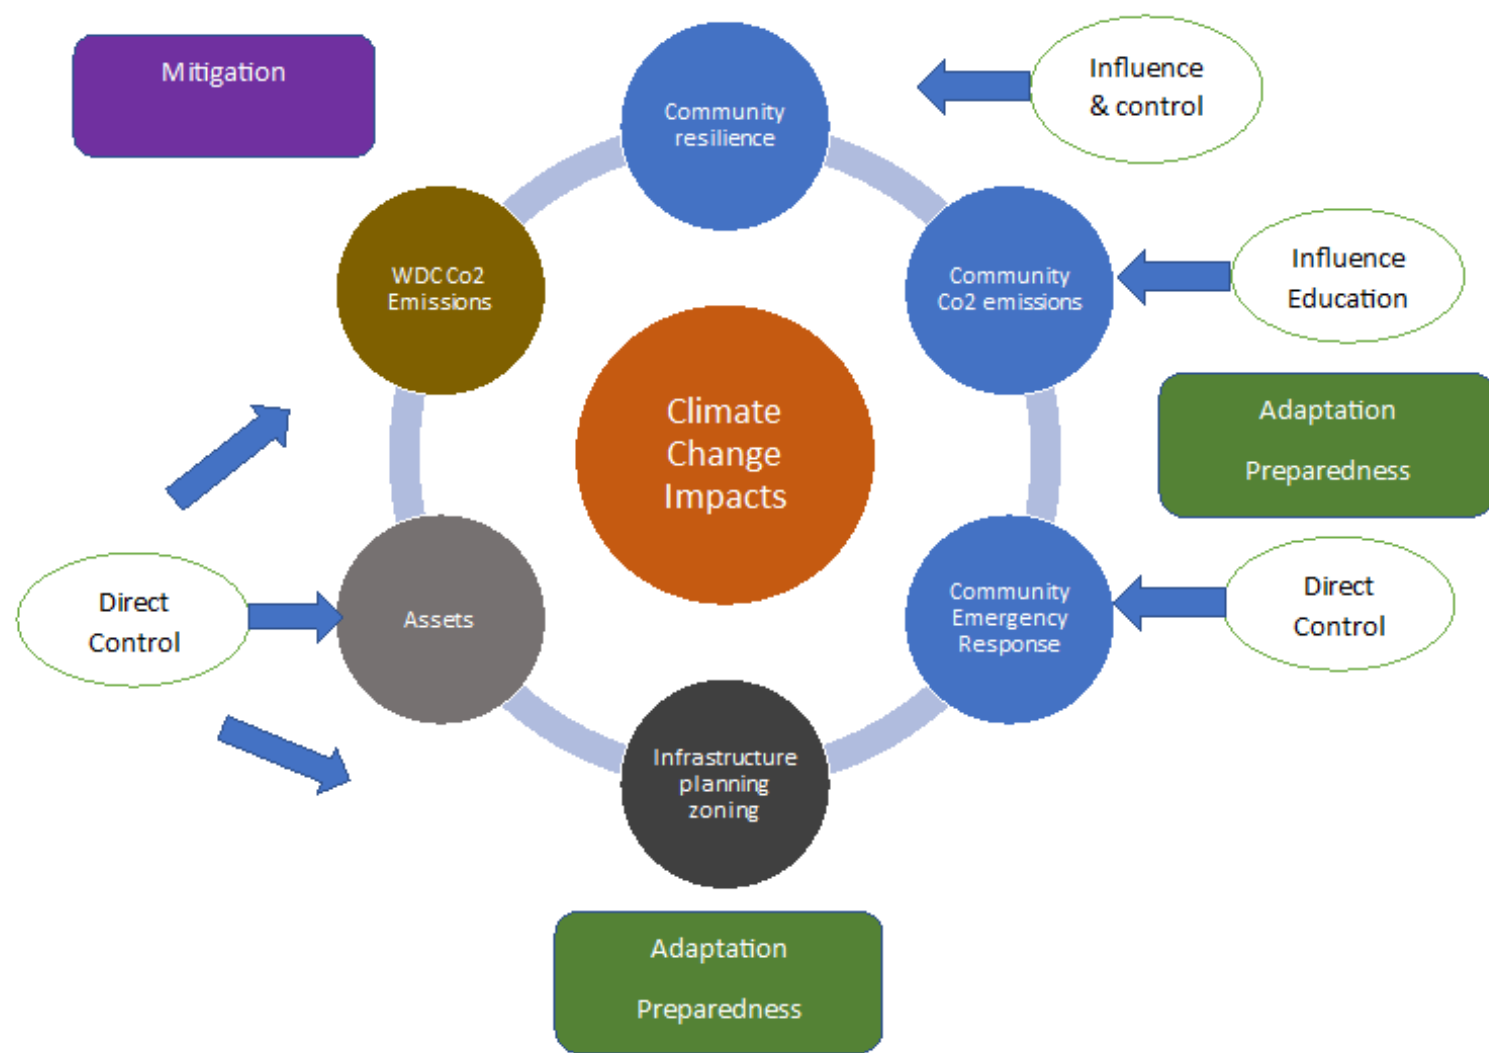 Mitigation
Community
resilience
Influence
& control
WDC Co2
Emissions
Community
Co2 emissions
Influence
Education
Climate
Change
Impacts
Adaptation
Preparedness
Direct
Control
Assets
Community
Emergency
Response
Direct
Control
Infrastructure
planning
zoning
Adaptation
Preparedness